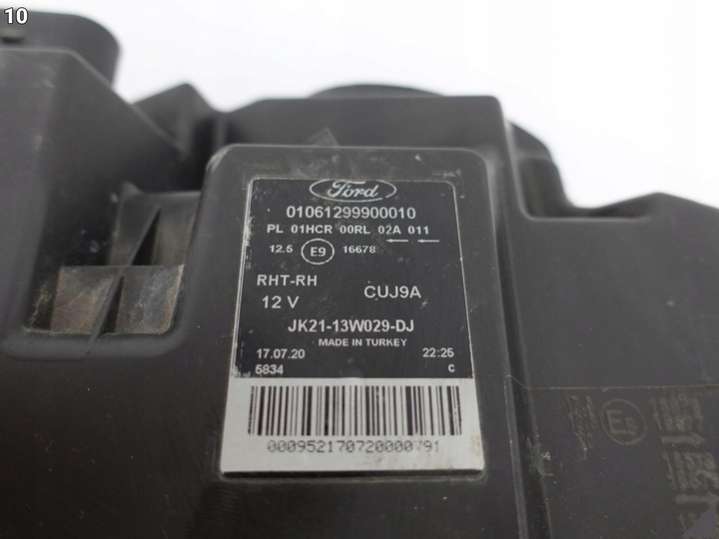 10
Ford
01061299900010
PL 01HCR 00RL 02A 011
12.5 E9 16678
RHT-RH
12 V CUJ9A
JK21-13W029-DJ
MADE IN TURKEY
17.07.20 22:25
5834 C
000952170720000791